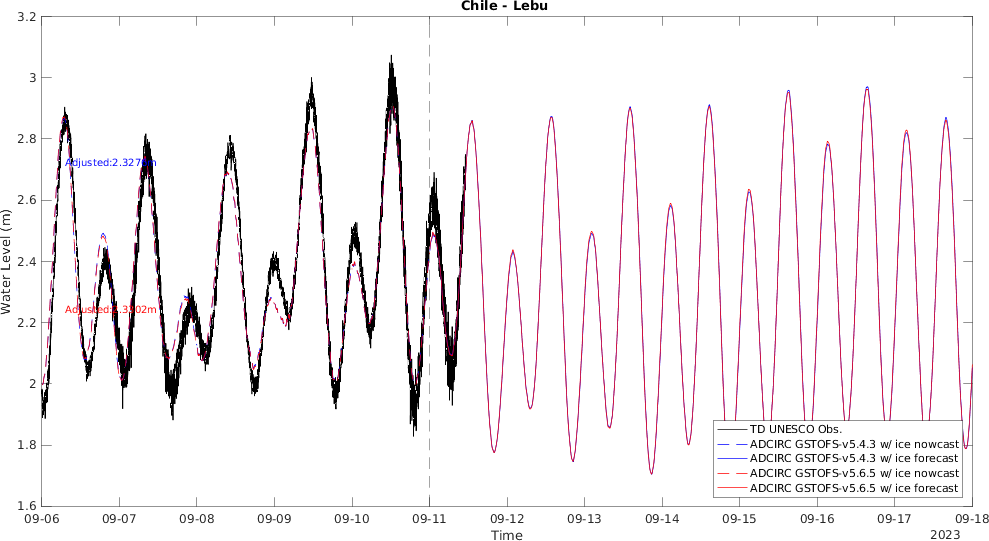 Chile - Lebu
Water Level (m)
3.2
3
2.8
2.6
2.4
2.2
2
1.8
1.6
09-06
09-07
09-08
09-09
09-10
09-11
09-12
09-13
09-14
09-15
09-16
09-17
09-18
Time
2023
TD UNESCO Obs.
ADCIRC GSTOFS-v5.4.3 w/ ice nowcast
ADCIRC GSTOFS-v5.4.3 w/ ice forecast
ADCIRC GSTOFS-v5.6.5 w/ ice nowcast
ADCIRC GSTOFS-v5.6.5 w/ ice forecast